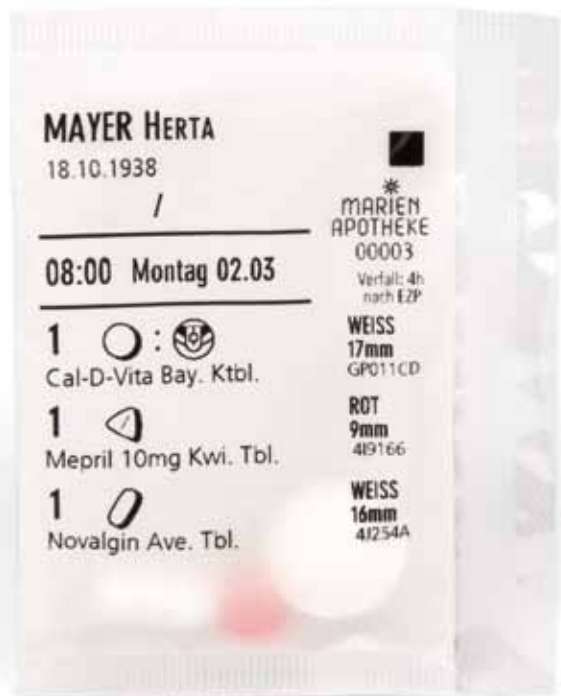 MAYER HERTA
18.10.1938
/
MARIEN
APOTHEKE
00003
Verfall: 4h
nach EZP
08:00 Montag 02.03
1 :
Cal-D-Vita Bay. Ktbl.
WEISS
17mm
GP011CD
1
Mepril 10mg Kwi. Tbl.
ROT
9mm
4I9166
1
Novalgin Ave. Tbl.
WEISS
16mm
4J254A